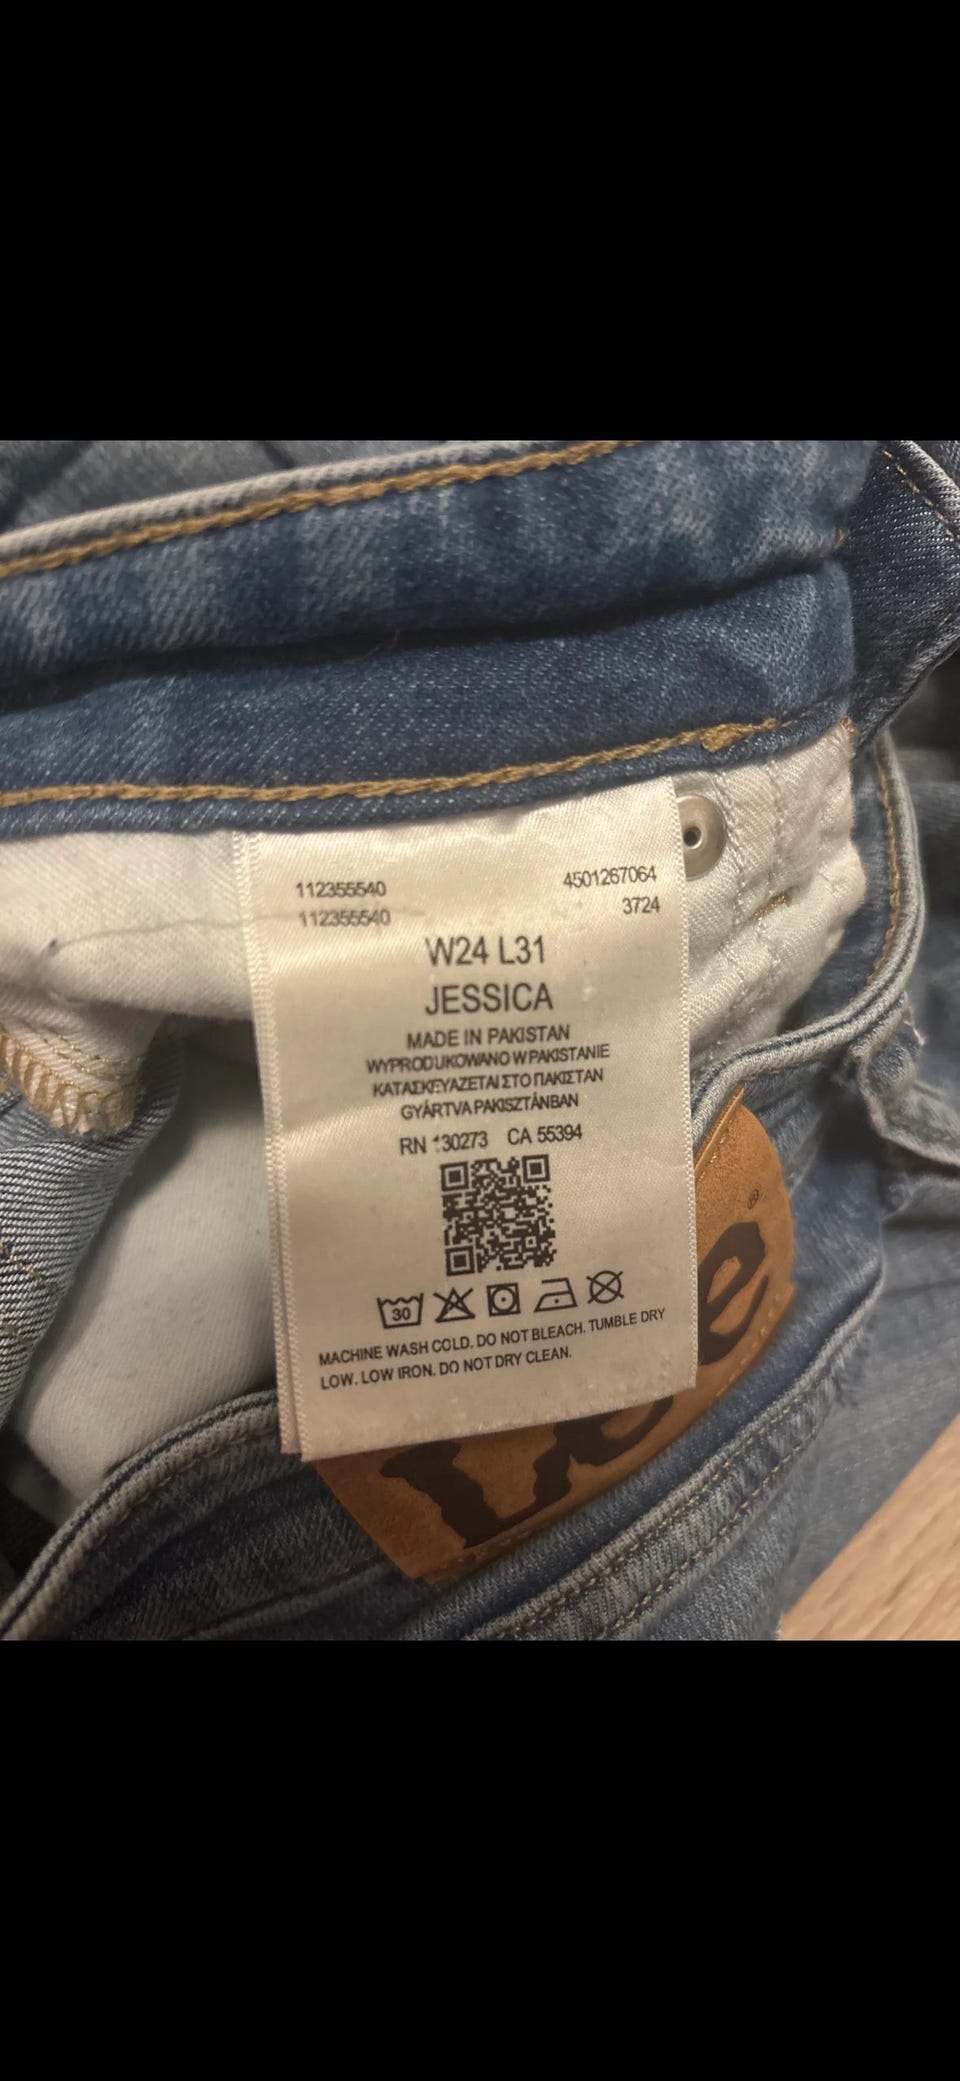 112355540 4501267064
112355540 3724
W24 L31
JESSICA
MADE IN PAKISTAN
WYPRODUKOWANO W PAKISTANIE
ΚΑΤΑΣΚΕΥΑΖΕΤΑΙ ΣΤΟ ΠΑΚΙΣΤΑΝ
GYÁRTVA PAKISZTÁNBAN
RN 130273 CA 55394
30
MACHINE WASH COLD. DO NOT BLEACH. TUMBLE DRY
LOW. LOW IRON. DO NOT DRY CLEAN.
Lee ®